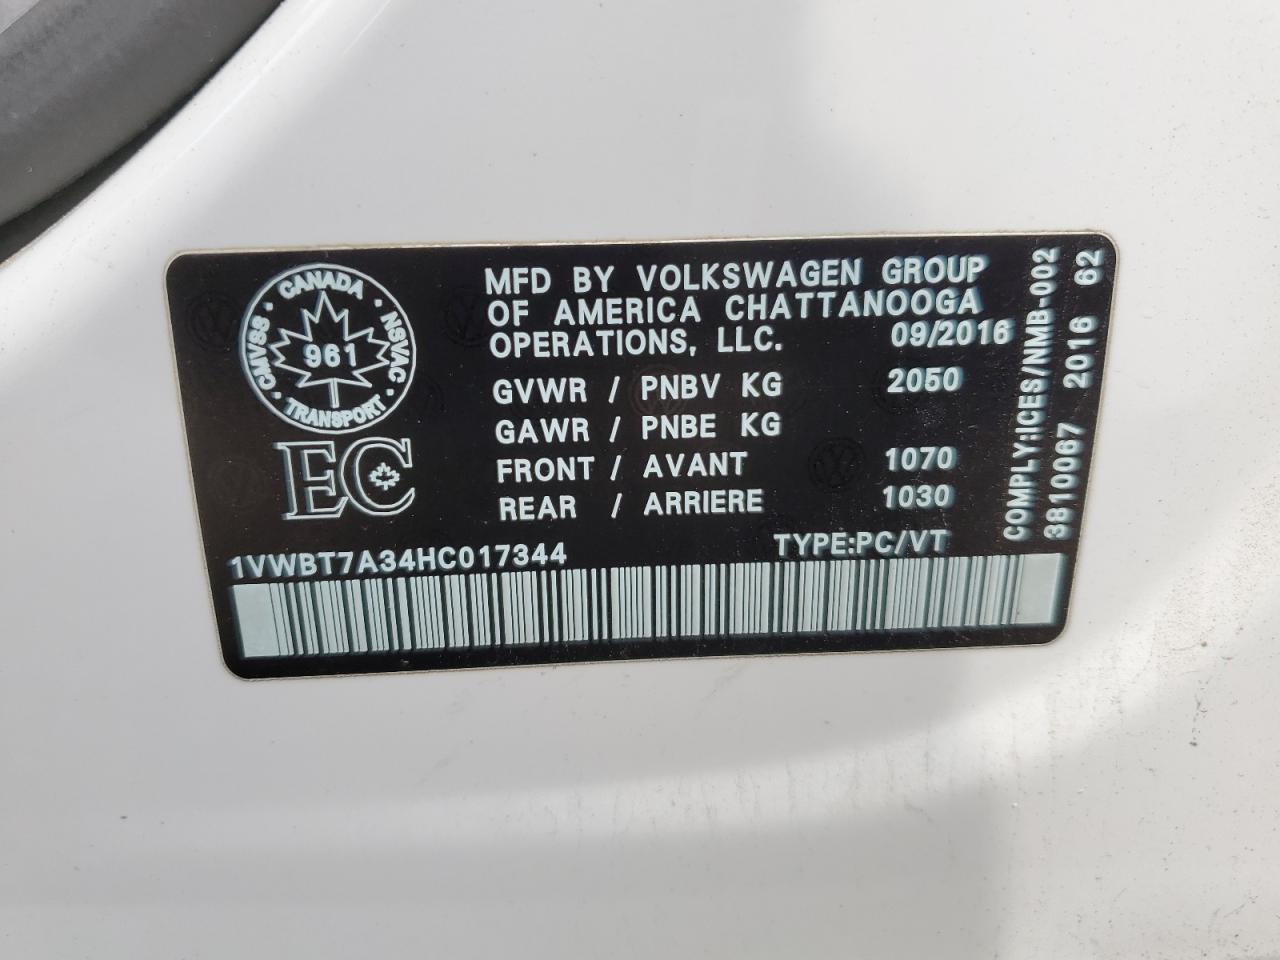 CANADA
CMVSS
NSVAC
961
TRANSPORT
EC
MFD BY VOLKSWAGEN GROUP
OF AMERICA CHATTANOOGA
OPERATIONS, LLC. 09/2016
GVWR / PNBV KG 2050
GAWR / PNBE KG
FRONT / AVANT 1070
REAR / ARRIERE 1030
1VWBT7A34HC017344 TYPE:PC/VT
COMPLY:ICES/NMB-002
3810067 2016 62